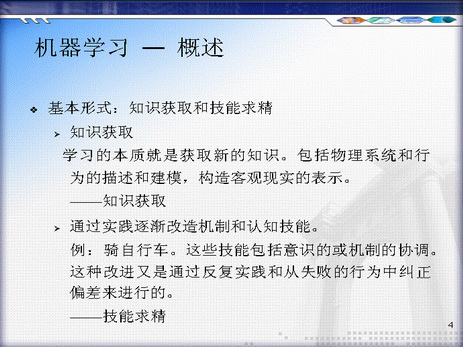 机器学习 — 概述
❖ 基本形式：知识获取和技能求精
➢ 知识获取
学习的本质就是获取新的知识。包括物理系统和行
为的描述和建模，构造客观现实的表示。
——知识获取
➢ 通过实践逐渐改造机制和认知技能。
例：骑自行车。这些技能包括意识的或机制的协调。
这种改进又是通过反复实践和从失败的行为中纠正
偏差来进行的。
——技能求精
4